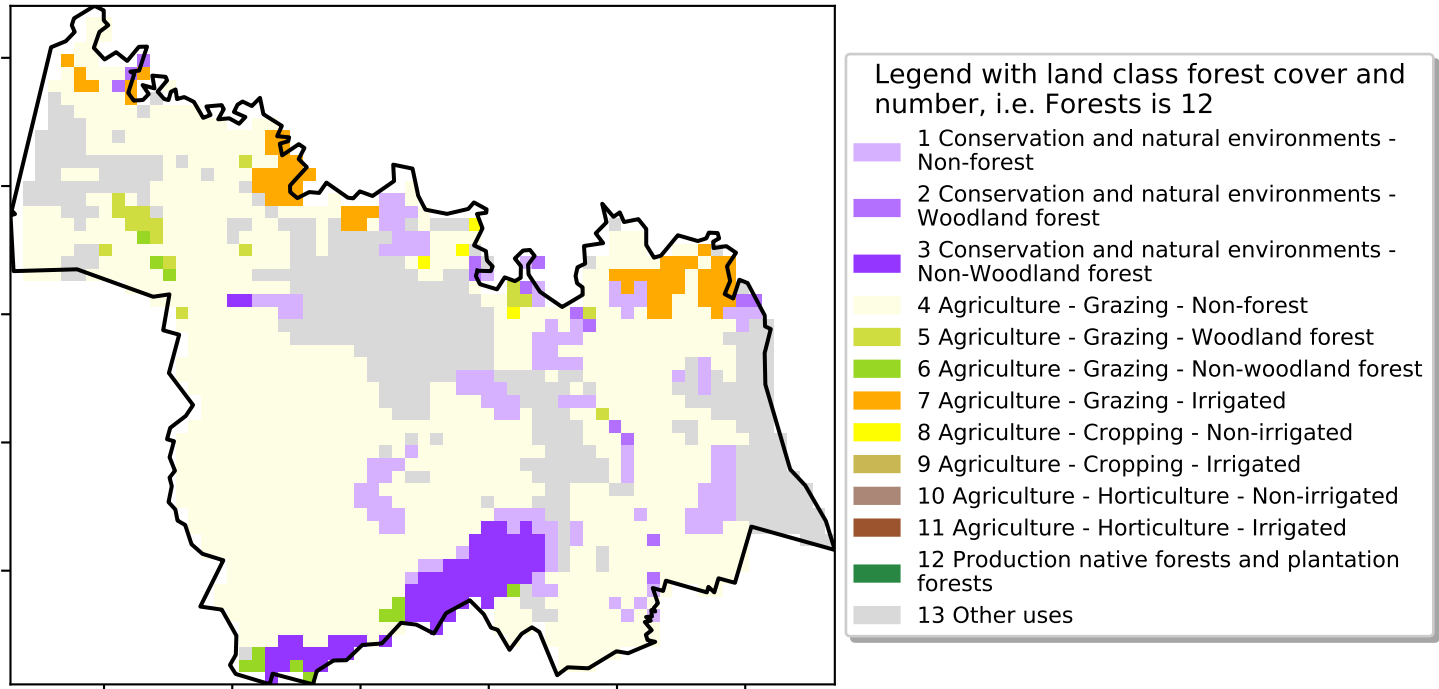 Legend with land class forest cover and
number, i.e. Forests is 12
1 Conservation and natural environments -
Non-forest
2 Conservation and natural environments -
Woodland forest
3 Conservation and natural environments -
Non-Woodland forest
4 Agriculture - Grazing - Non-forest
5 Agriculture - Grazing - Woodland forest
6 Agriculture - Grazing - Non-woodland forest
7 Agriculture - Grazing - Irrigated
8 Agriculture - Cropping - Non-irrigated
9 Agriculture - Cropping - Irrigated
10 Agriculture - Horticulture - Non-irrigated
11 Agriculture - Horticulture - Irrigated
12 Production native forests and plantation
forests
13 Other uses